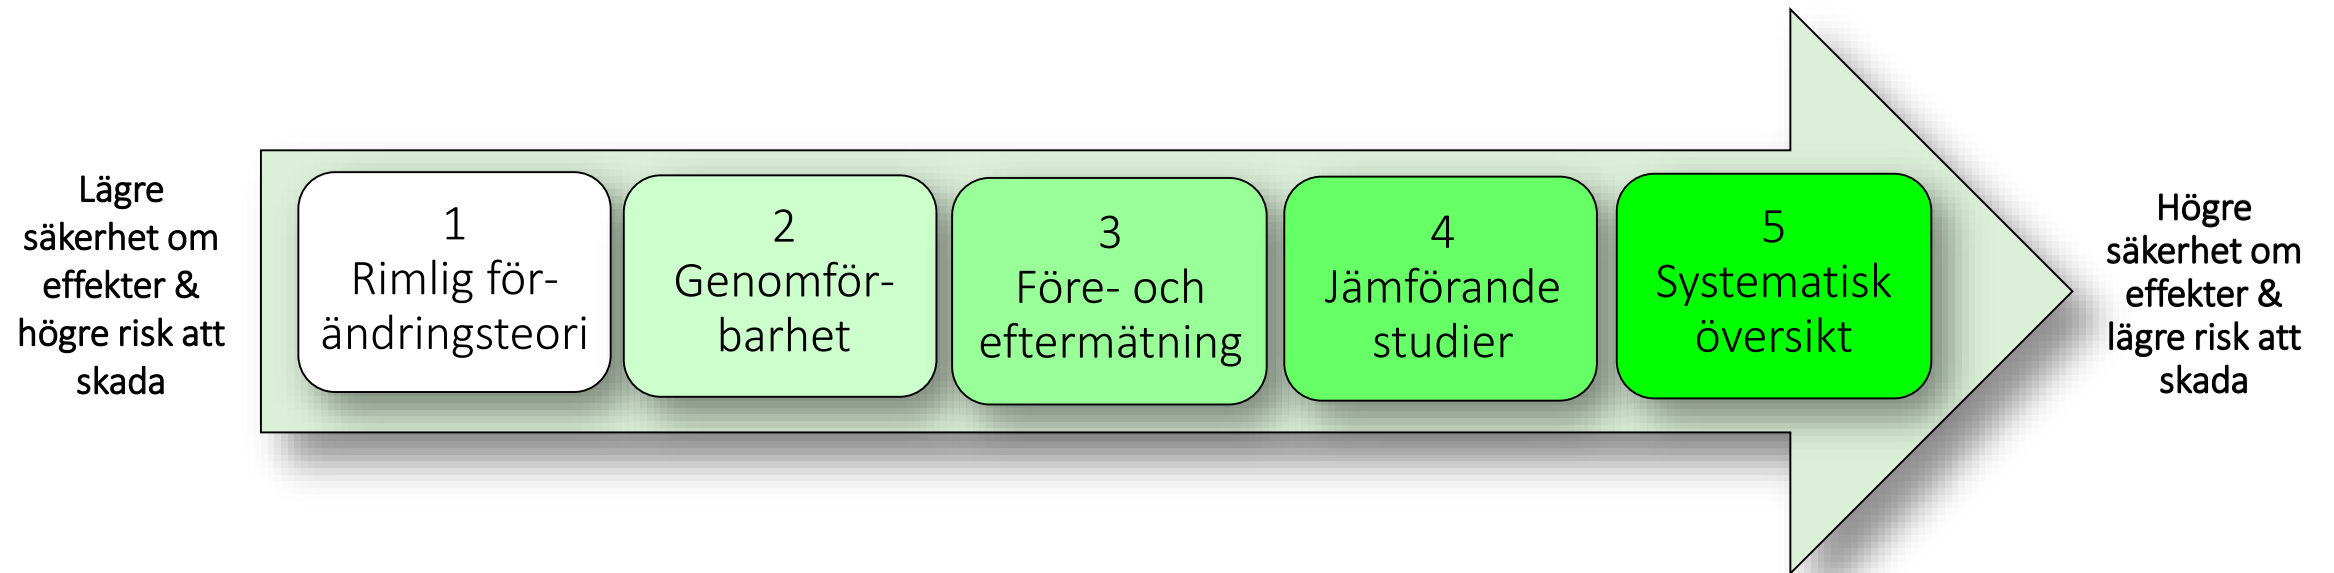 Lägre
säkerhet om
effekter &
högre risk att
skada
1
Rimlig för-
ändringsteori
2
Genomför-
barhet
3
Före- och
eftermätning
4
Jämförande
studier
5
Systematisk
översikt
Högre
säkerhet om
effekter &
lägre risk att
skada